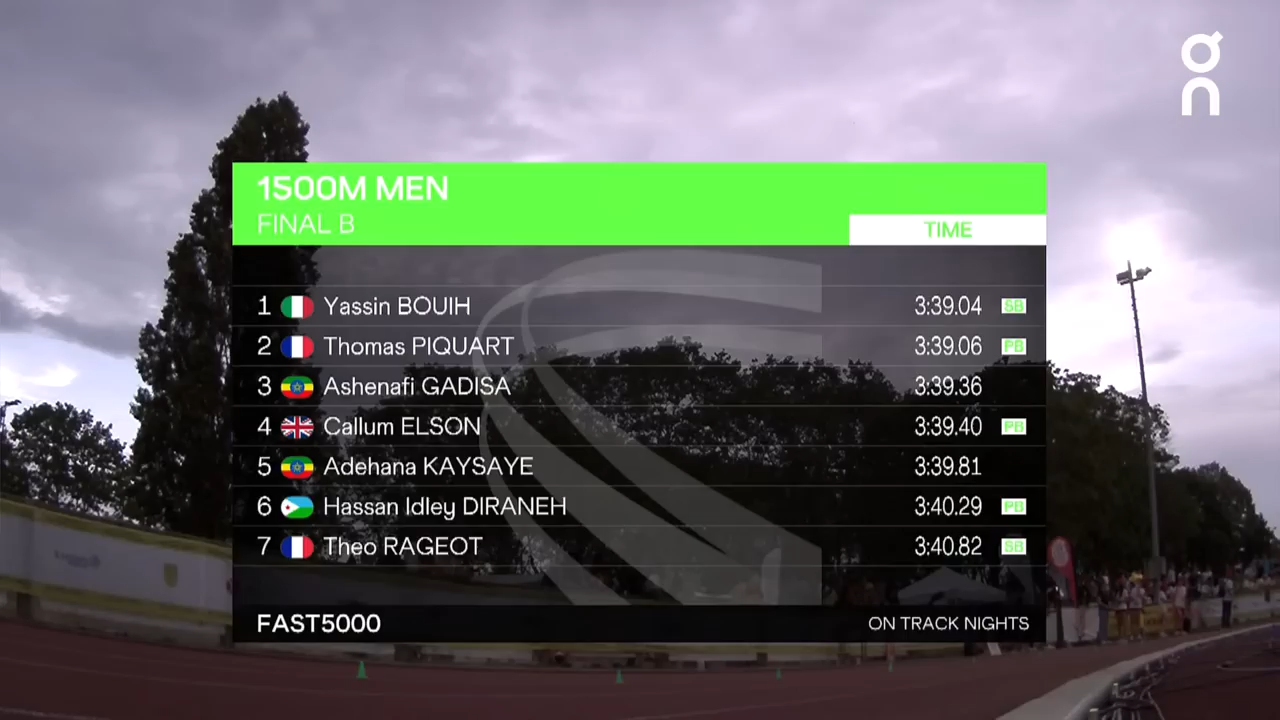 on
1500M MEN
FINAL B
TIME
1 Yassin BOUIH 3:39.04 SB
2 Thomas PIQUART 3:39.06 PB
3 Ashenafi GADISA 3:39.36
4 Callum ELSON 3:39.40 PB
5 Adehana KAYSAYE 3:39.81
6 Hassan Idley DIRANEH 3:40.29 PB
7 Theo RAGEOT 3:40.82 SB
FAST5000 ON TRACK NIGHTS